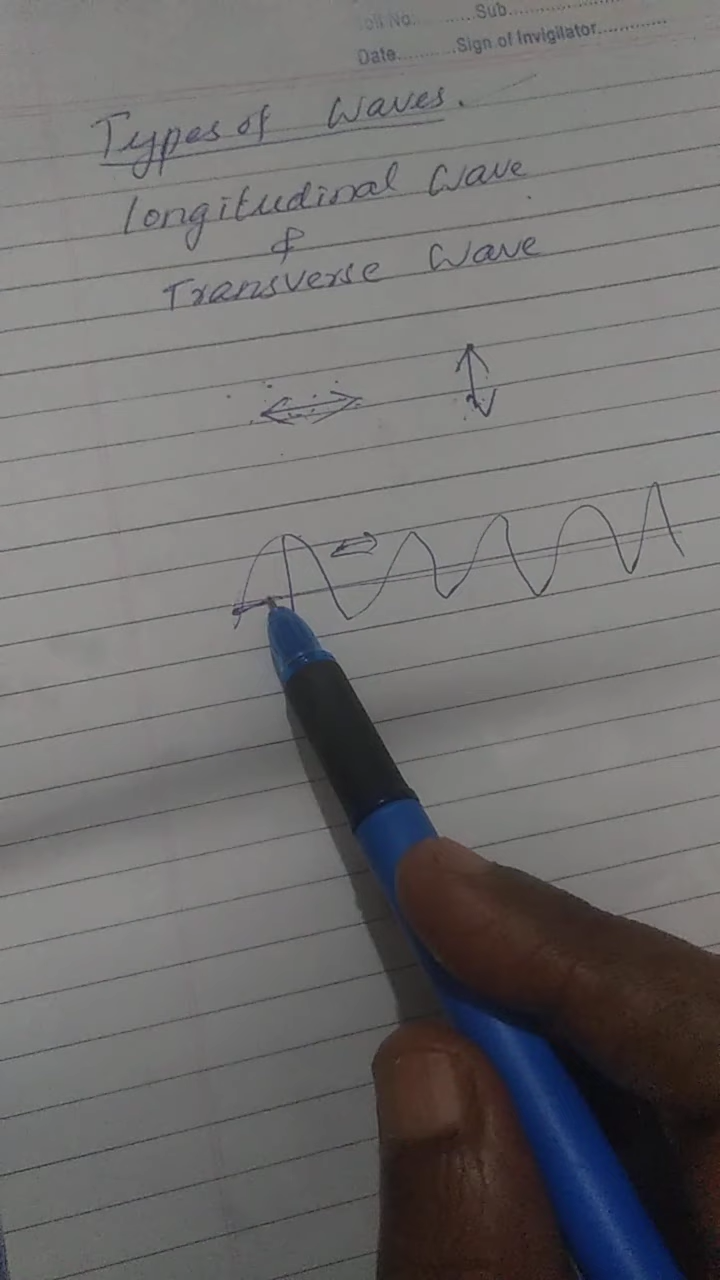 Roll No..........Sub..................
Date..........Sign of Invigilator.............
Types of Waves.
longitudinal Wave
&
Transverse Wave